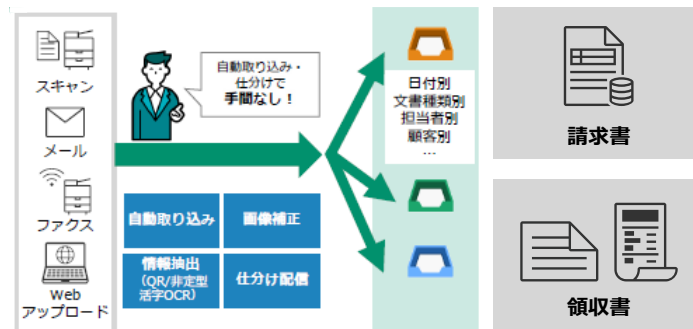 スキャン
メール
ファクス
Web
アップロード
自動取り込み・
仕分けで
手間なし！
自動取り込み
画像補正
情報抽出
（QR/非定型
活字OCR）
仕分け配信
日付別
文書種類別
担当者別
顧客別
…
請求書
領収書